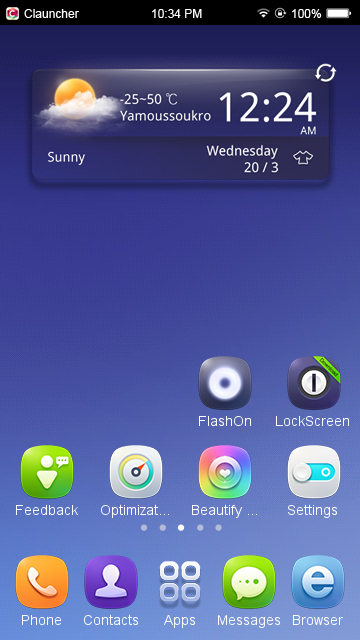 Clauncher 10:34 PM 100%
-25~50 ℃ 12:24
Yamoussoukro
AM
Sunny Wednesday
20 / 3
FlashOn LockScreen
Feedback Optimizat... Beautify ... Settings
Phone Contacts Apps Messages Browser